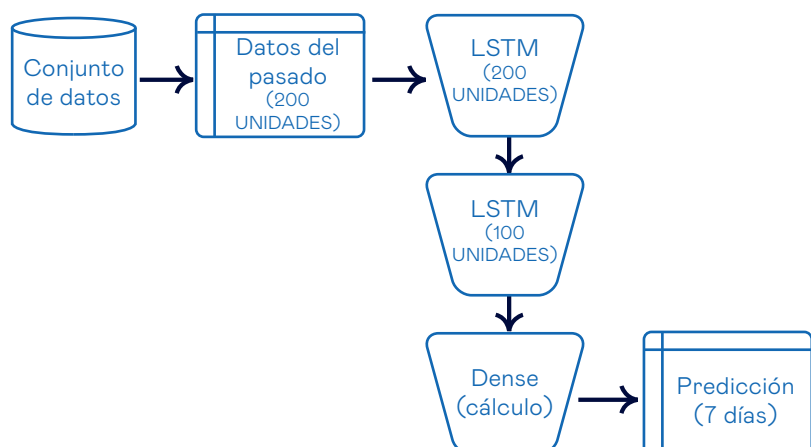 Conjunto
de datos
Datos del
pasado
(200
UNIDADES)
LSTM
(200
UNIDADES)
LSTM
(100
UNIDADES)
Dense
(cálculo)
Predicción
(7 días)